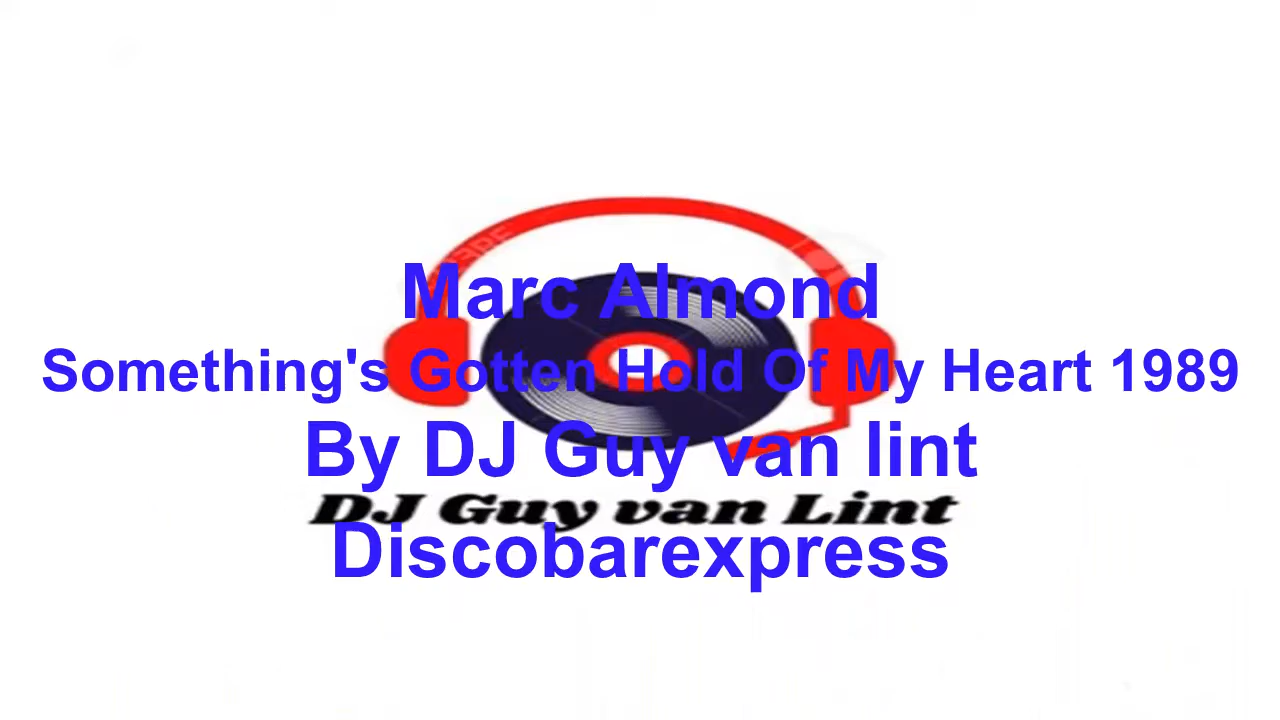 Marc Almond
Something's Gotten Hold Of My Heart 1989
By DJ Guy van lint
DJ Guy van Lint
Discobarexpress